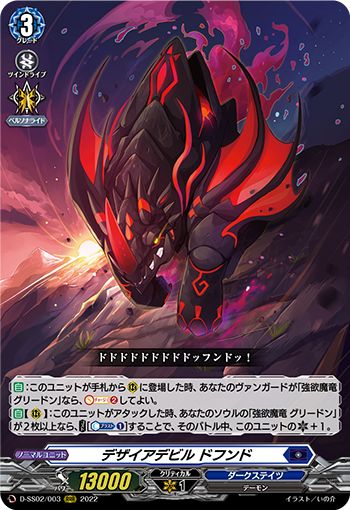 3
グレード
ツインドライブ
ペルソナライド
ドドドドドドドドドッフンドッ!
自:このユニットが手札から Ⓡ に登場した時、あなたのヴァンガードが「強欲魔竜
グリードン」なら、チャージ 2 してよい。
自【Ⓡ】:このユニットがアタックした時、あなたのソウルの「強欲魔竜 グリードン」
が2枚以上なら、【ブラスト 1】することで、そのバトル中、このユニットの +1。
ノーマルユニット
デザイアデビル ドフンド
パワー 13000
クリティカル
1
ダークステイツ
デーモン
D-SS02/003 RRR 2022
イラスト/いの介